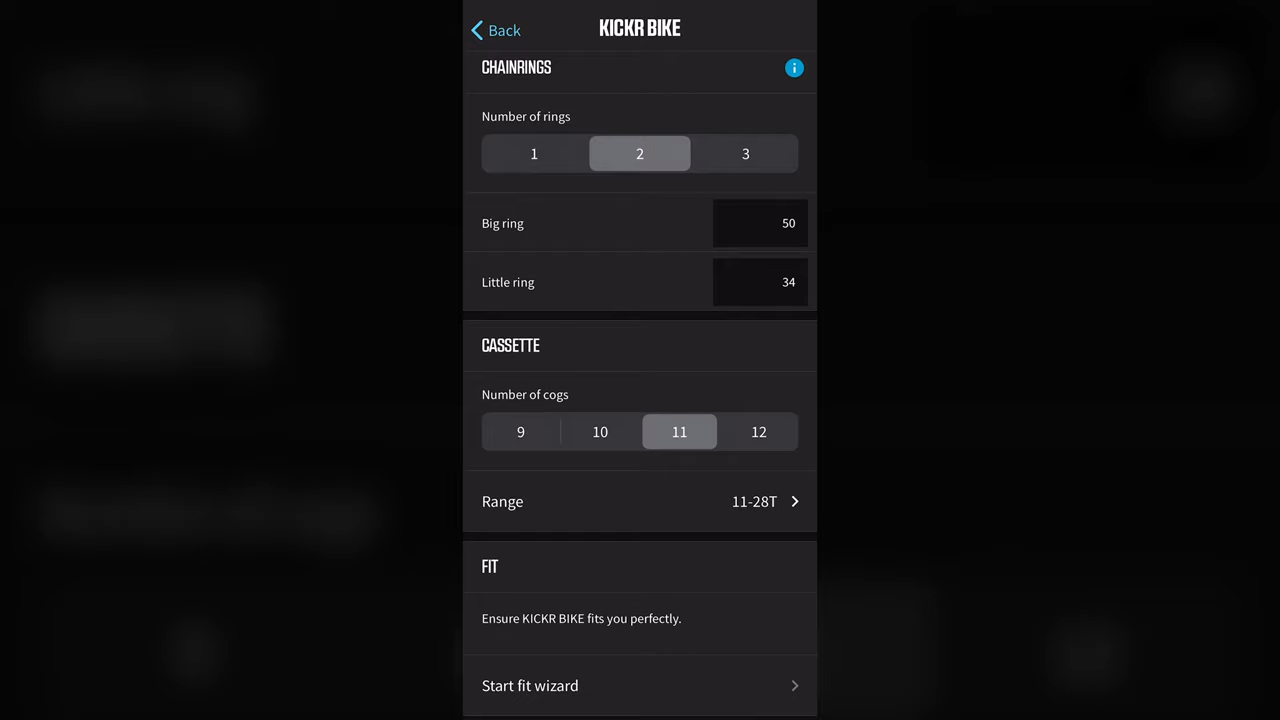 Back
KICKR BIKE
CHAINRINGS
i
Number of rings
1 2 3
Big ring 50
Little ring 34
CASSETTE
Number of cogs
9 10 11 12
Range 11-28T
FIT
Ensure KICKR BIKE fits you perfectly.
Start fit wizard